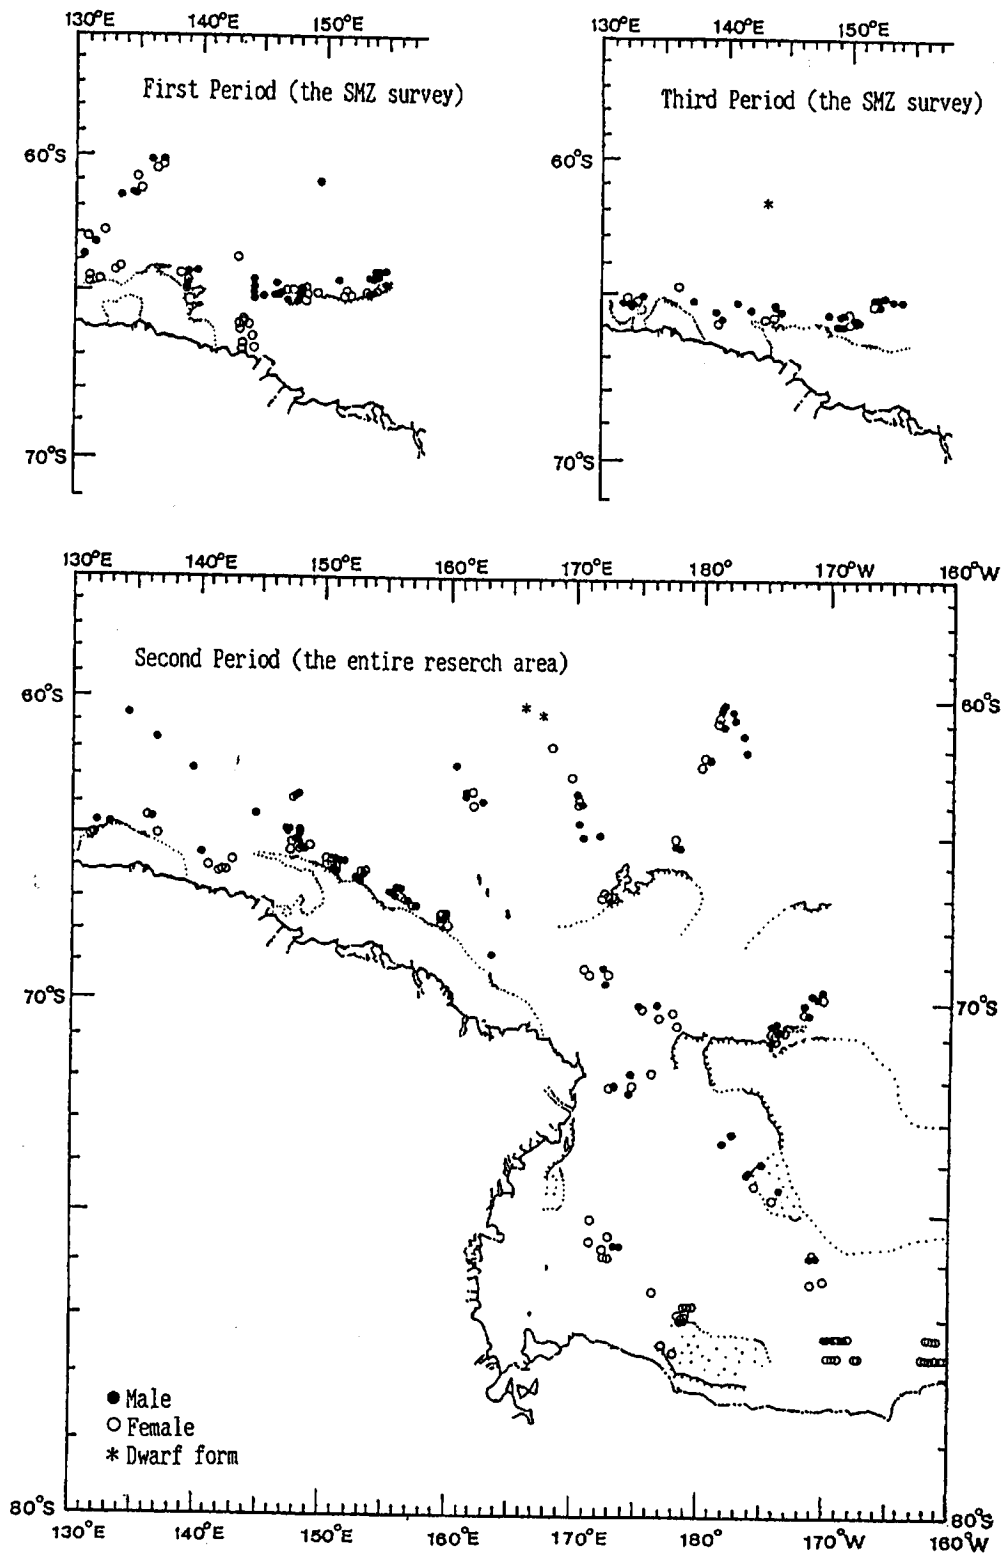 130°E 140°E 150°E
First Period (the SMZ survey)
60°S
70°S
130°E 140°E 150°E
Third Period (the SMZ survey)
60°S
70°S
130°E 140°E 150°E 160°E 170°E 180° 170°W 160°W
Second Period (the entire reserch area)
60°S 60°S
70°S 70°S
Male
Female
* Dwarf form
80°S 80°S
130°E 140°E 150°E 160°E 170°E 180° 170°W 160°W